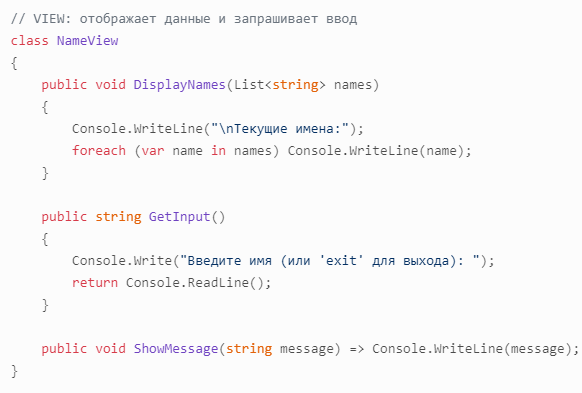 // VIEW: отображает данные и запрашивает ввод
class NameView
{
    public void DisplayNames(List<string> names)
    {
        Console.WriteLine("\nТекущие имена:");
        foreach (var name in names) Console.WriteLine(name);
    }

    public string GetInput()
    {
        Console.Write("Введите имя (или 'exit' для выхода): ");
        return Console.ReadLine();
    }

    public void ShowMessage(string message) => Console.WriteLine(message);
}